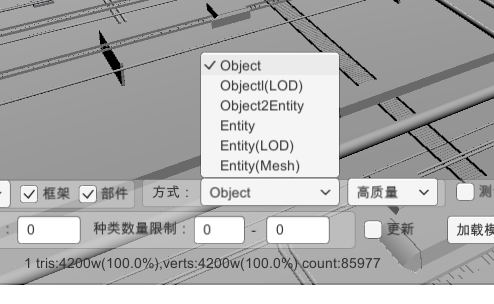 Object
Objectl(LOD)
Object2Entity
Entity
Entity(LOD)
Entity(Mesh)
框架 部件 方式： Object 高质量 测
： 0 种类数量限制： 0 - 0 更新 加载模
1 tris:4200w(100.0%),verts:4200w(100.0%) count:85977